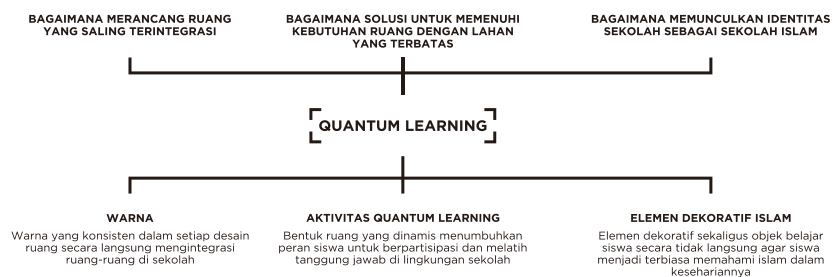 BAGAIMANA MERANCANG RUANG
YANG SALING TERINTEGRASI
BAGAIMANA SOLUSI UNTUK MEMENUHI
KEBUTUHAN RUANG DENGAN LAHAN
YANG TERBATAS
BAGAIMANA MEMUNCULKAN IDENTITAS
SEKOLAH SEBAGAI SEKOLAH ISLAM
QUANTUM LEARNING
WARNA
Warna yang konsisten dalam setiap desain
ruang secara langsung mengintegrasi
ruang-ruang di sekolah
AKTIVITAS QUANTUM LEARNING
Bentuk ruang yang dinamis menumbuhkan
peran siswa untuk berpartisipasi dan melatih
tanggung jawab di lingkungan sekolah
ELEMEN DEKORATIF ISLAM
Elemen dekoratif sekaligus objek belajar
siswa secara tidak langsung agar siswa
menjadi terbiasa memahami islam dalam
kesehariannya